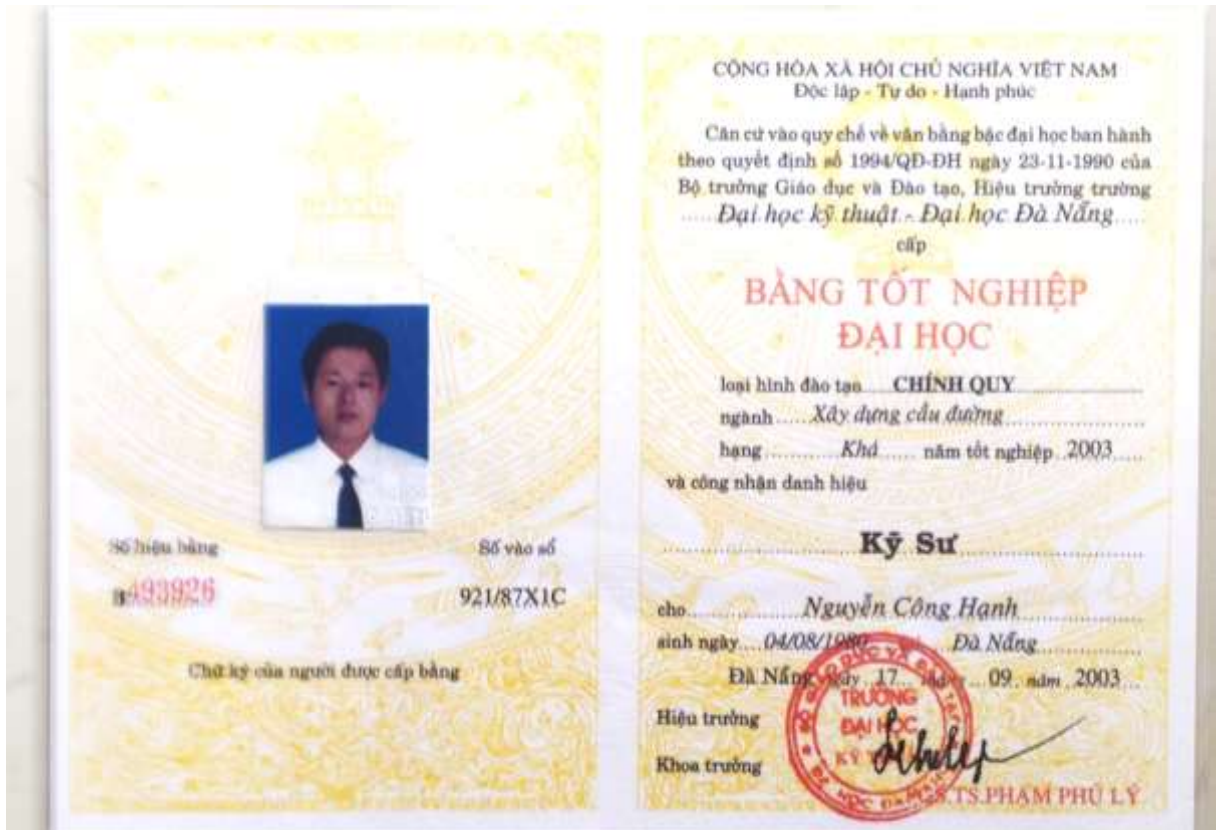 Số hiệu bằng
Số vào sổ
493926
921/87X1C
Chữ ký của người được cấp bằng
CỘNG HÒA XÃ HỘI CHỦ NGHĨA VIỆT NAM
Độc lập - Tự do - Hạnh phúc
Căn cứ vào quy chế về văn bằng bậc đại học ban hành
theo quyết định số 1994/QĐ-ĐH ngày 23-11-1990 của
Bộ trưởng Giáo dục và Đào tạo, Hiệu trưởng trường
Đại học kỹ thuật - Đại học Đà Nẵng
cấp
BẰNG TỐT NGHIỆP
ĐẠI HỌC
loại hình đào tạo CHÍNH QUY
ngành Xây dựng cầu đường
hạng Khá năm tốt nghiệp 2003
và công nhận danh hiệu
Kỹ Sư
cho Nguyễn Công Hạnh
sinh ngày 04/08/1980 Đà Nẵng
Đà Nẵng ngày 17 09 năm 2003
Hiệu trưởng
Khoa trưởng
TRƯỜNG
ĐẠI HỌC
TS.PHẠM PHÚ LÝ